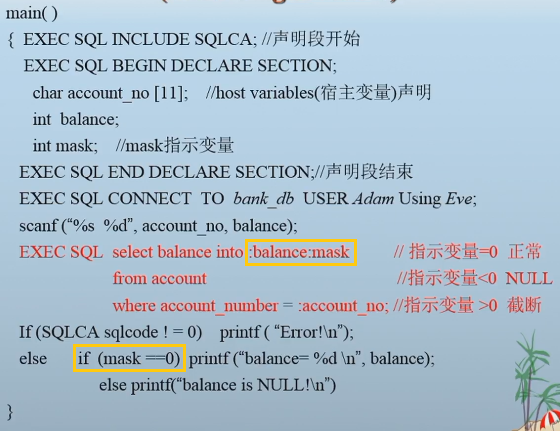 main( )
{ EXEC SQL INCLUDE SQLCA; //声明段开始
EXEC SQL BEGIN DECLARE SECTION;
char account_no [11]; //host variables(宿主变量)声明
int balance;
int mask; //mask指示变量
EXEC SQL END DECLARE SECTION;//声明段结束
EXEC SQL CONNECT TO bank_db USER Adam Using Eve;
scanf (“%s %d”, account_no, balance);
EXEC SQL select balance into :balance:mask // 指示变量=0 正常
from account //指示变量<0 NULL
where account_number = :account_no; //指示变量 >0 截断
If (SQLCA sqlcode ! = 0) printf ( “Error!\n”);
else if (mask ==0) printf (“balance= %d \n”, balance);
else printf(“balance is NULL!\n”)
}